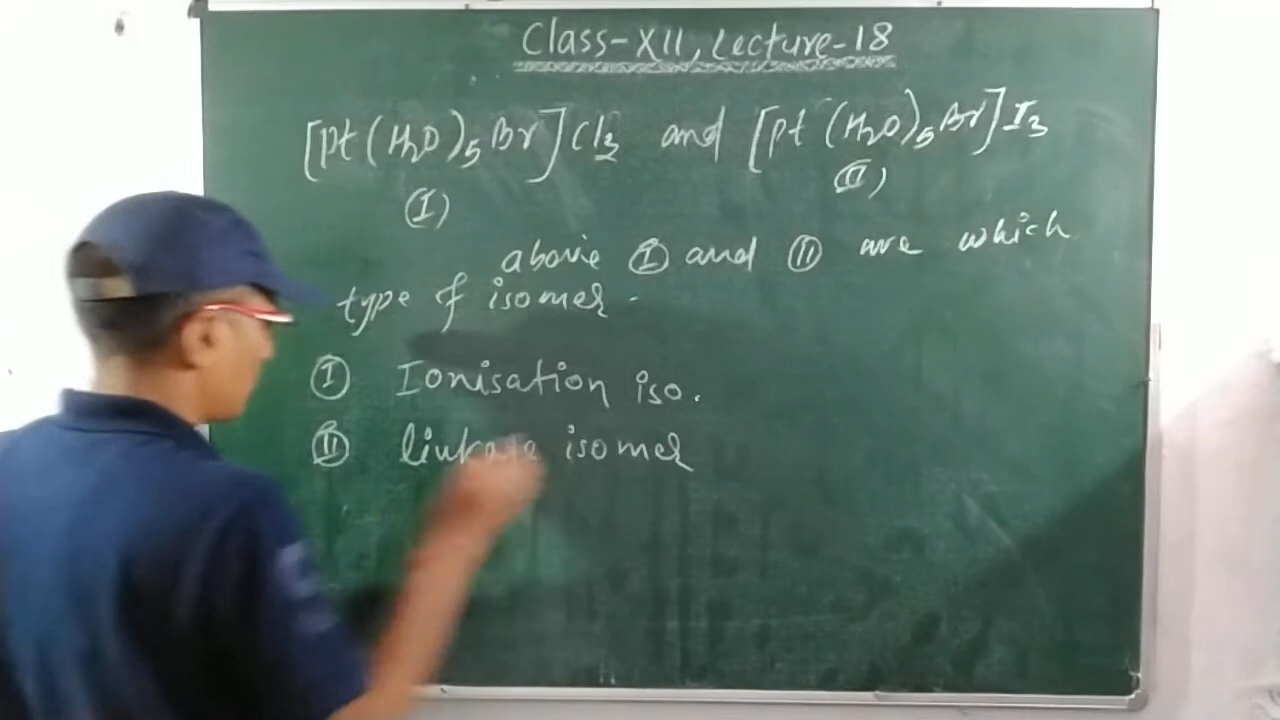 Class-XII, Lecture-18
[Pt(H2O)5Br]Cl3 and [Pt(H2O)5Br]I3
(I) (II)
above (I) and (II) are which
type of isomer.
(I) Ionisation iso.
(II) linkage isomer